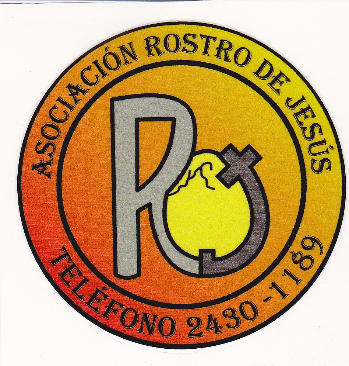 ASOCIACIÓN ROSTRO DE JESÚS
R
TELÉFONO 2430-1189